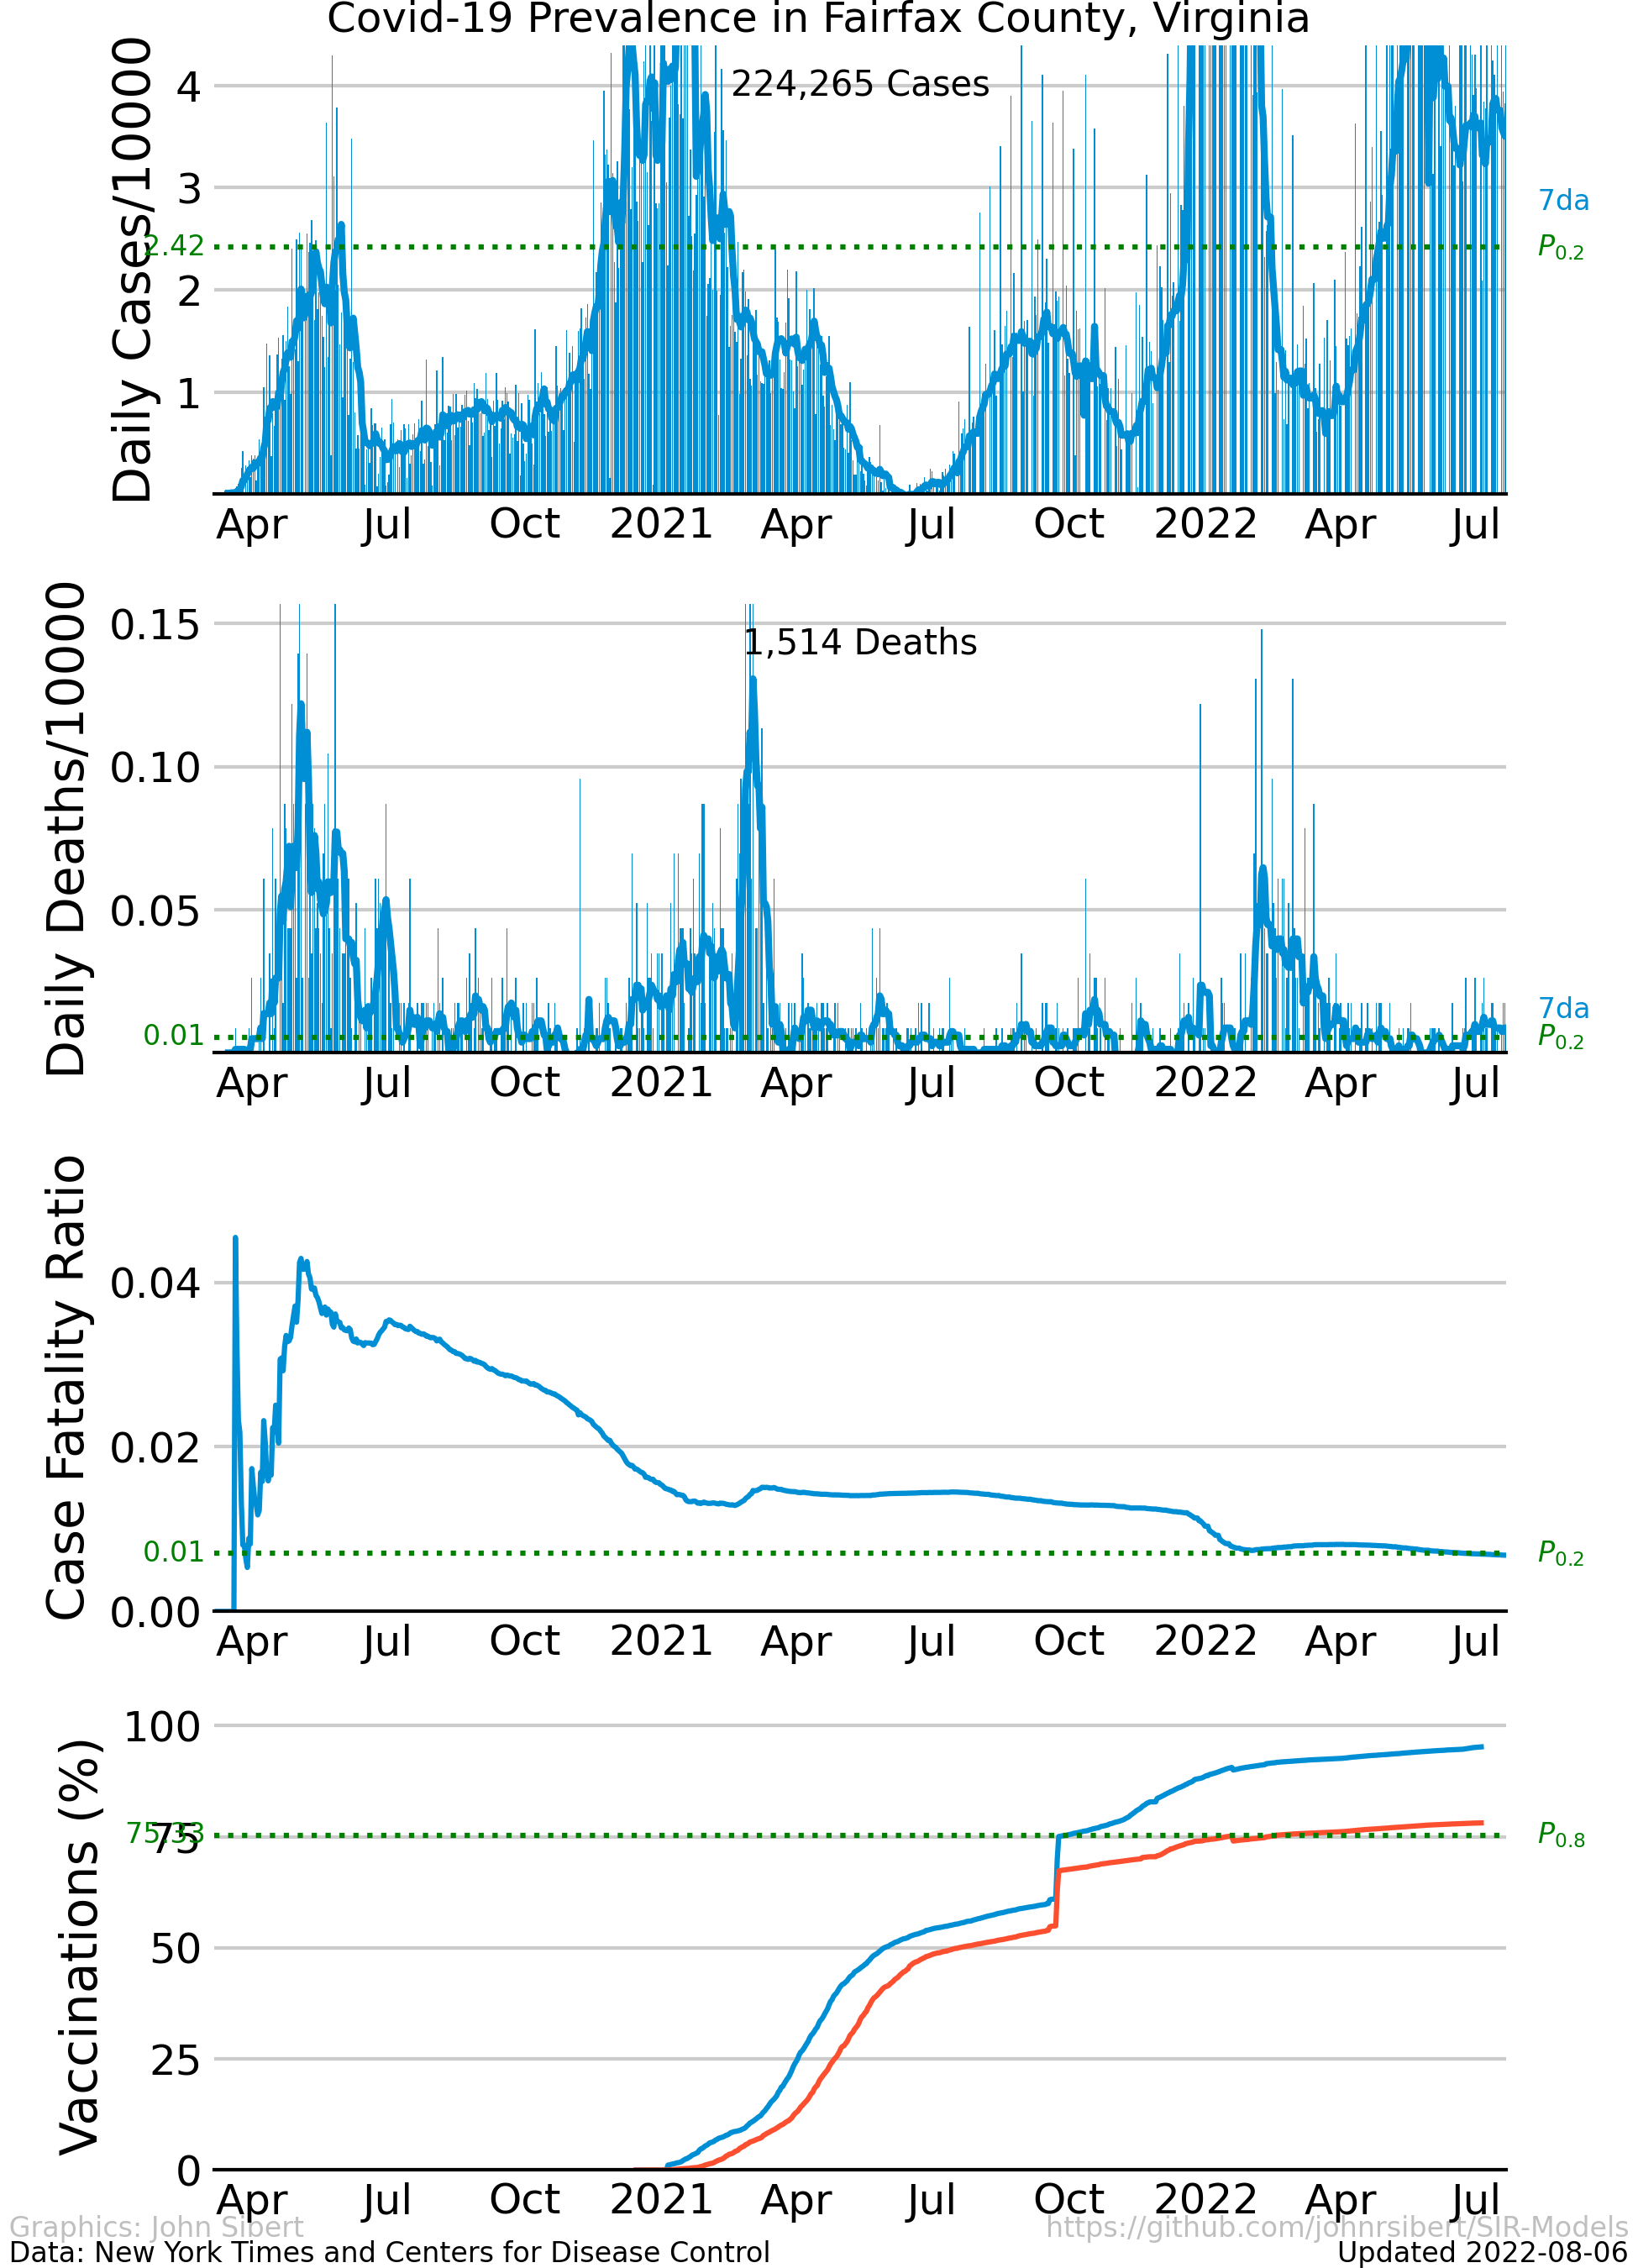 Covid-19 Prevalence in Fairfax County, Virginia
Daily Cases/10000
4
3
2
1
2.42
224,265 Cases
7da
P0.2
Apr Jul Oct 2021 Apr Jul Oct 2022 Apr Jul
Daily Deaths/10000
0.15
0.10
0.05
0.01
1,514 Deaths
7da
P0.2
Apr Jul Oct 2021 Apr Jul Oct 2022 Apr Jul
Case Fatality Ratio
0.04
0.02
0.01
0.00
P0.2
Apr Jul Oct 2021 Apr Jul Oct 2022 Apr Jul
Vaccinations (%)
100
75.33
75
50
25
0
P0.8
Apr Jul Oct 2021 Apr Jul Oct 2022 Apr Jul
Graphics: John Sibert
https://github.com/johnrsibert/SIR-Models
Data: New York Times and Centers for Disease Control
Updated 2022-08-06